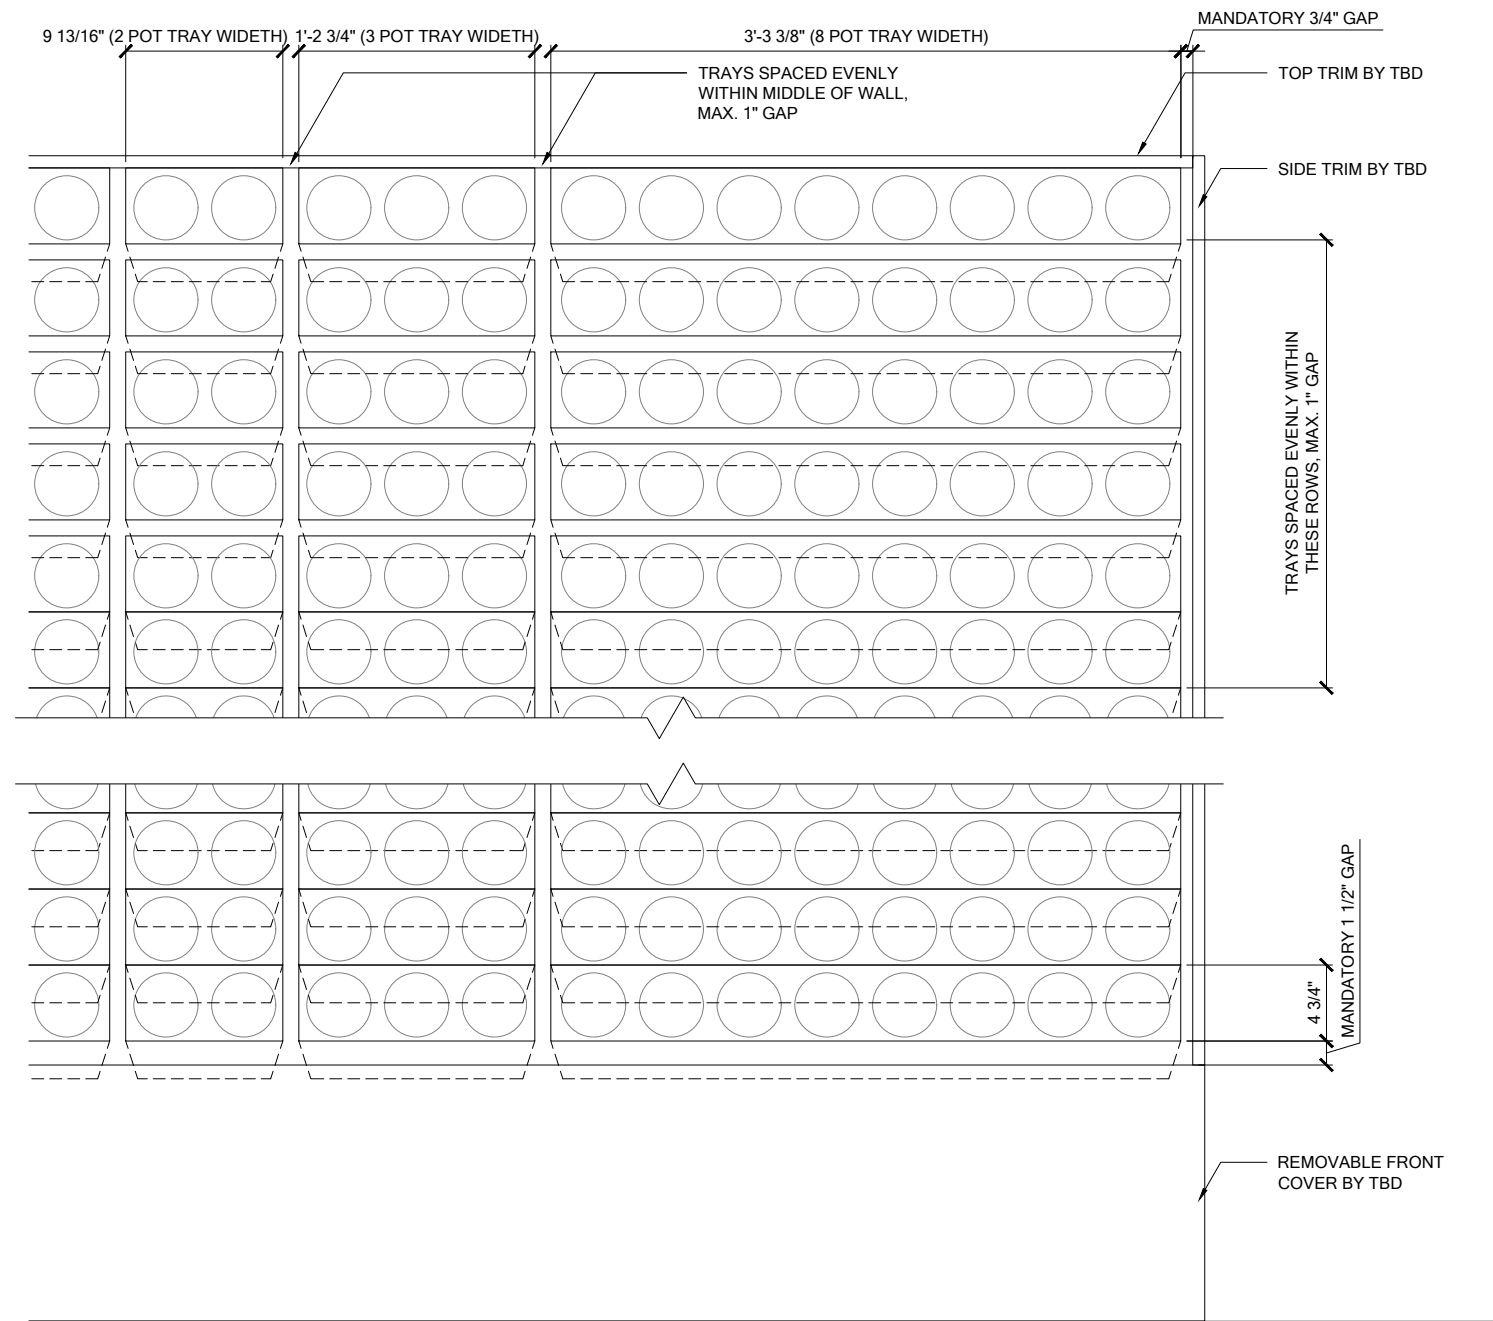 MANDATORY 3/4" GAP
9 13/16" (2 POT TRAY WIDETH)
1'-2 3/4" (3 POT TRAY WIDETH)
3'-3 3/8" (8 POT TRAY WIDETH)
TRAYS SPACED EVENLY
WITHIN MIDDLE OF WALL,
MAX. 1" GAP
TOP TRIM BY TBD
SIDE TRIM BY TBD
TRAYS SPACED EVENLY WITHIN
THESE ROWS, MAX. 1" GAP
4 3/4"
MANDATORY 1 1/2" GAP
REMOVABLE FRONT
COVER BY TBD